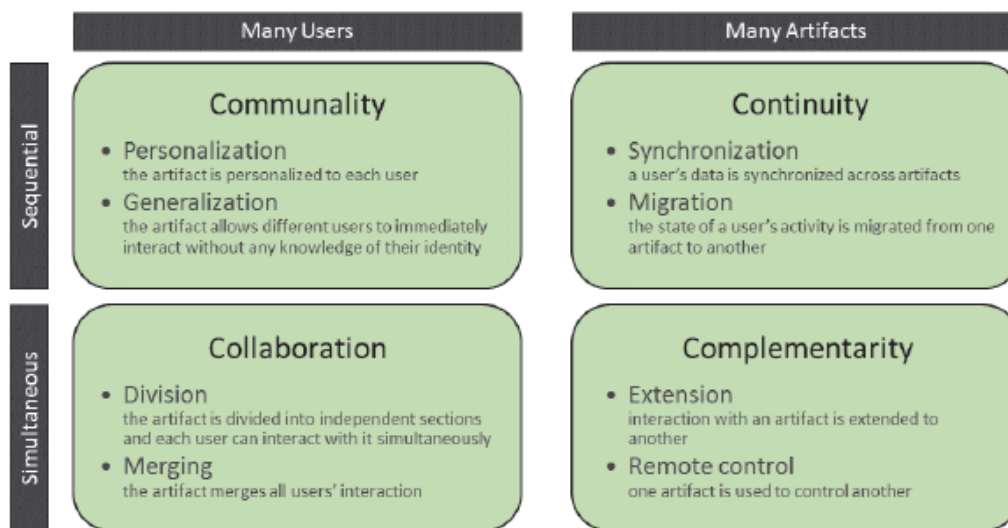 Many Users
Many Artifacts
Sequential
Communality
• Personalization
the artifact is personalized to each user
• Generalization
the artifact allows different users to immediately
interact without any knowledge of their identity
Continuity
• Synchronization
a user's data is synchronized across artifacts
• Migration
the state of a user's activity is migrated from one
artifact to another
Simultaneous
Collaboration
• Division
the artifact is divided into independent sections
and each user can interact with it simultaneously
• Merging
the artifact merges all users' interaction
Complementarity
• Extension
interaction with an artifact is extended to
another
• Remote control
one artifact is used to control another